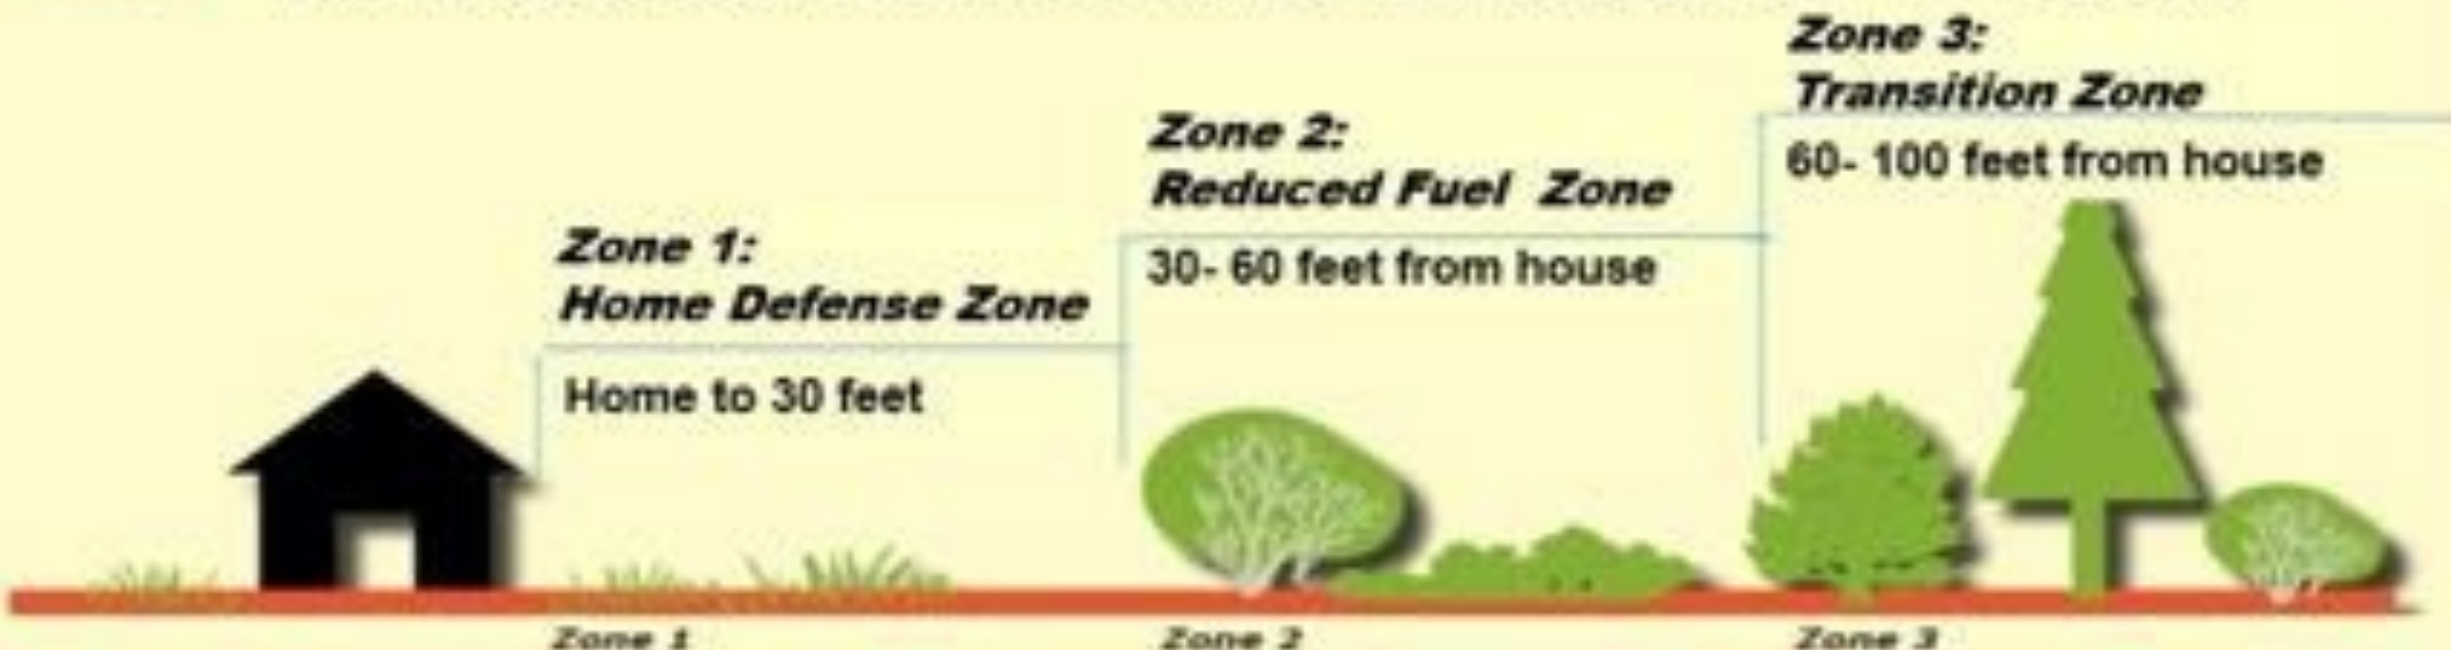 Zone 1:
Home Defense Zone
Home to 30 feet
Zone 2:
Reduced Fuel Zone
30- 60 feet from house
Zone 3:
Transition Zone
60- 100 feet from house
Zone 1
Zone 2
Zone 3